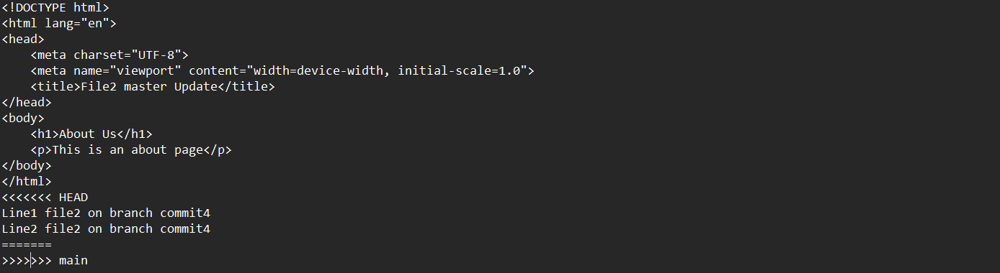 <!DOCTYPE html>
<html lang="en">
<head>
    <meta charset="UTF-8">
    <meta name="viewport" content="width=device-width, initial-scale=1.0">
    <title>File2 master Update</title>
</head>
<body>
    <h1>About Us</h1>
    <p>This is an about page</p>
</body>
</html>
<<<<<<< HEAD
Line1 file2 on branch commit4
Line2 file2 on branch commit4
=======
>>>>>>> main